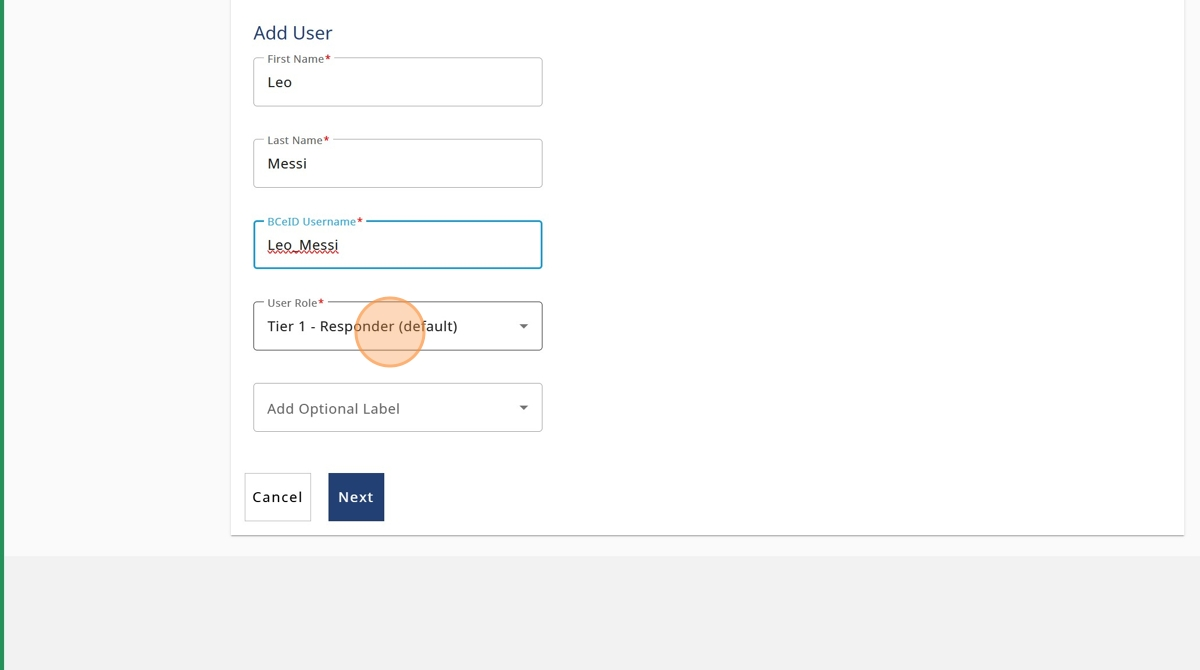 Add User
First Name*
Leo
Last Name*
Messi
BCeID Username*
Leo_Messi
User Role*
Tier 1 - Responder (default)
Add Optional Label
Cancel
Next